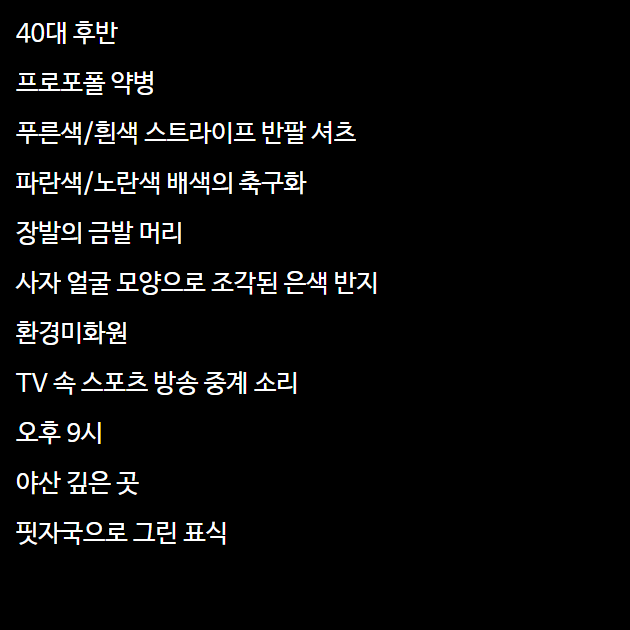 40대 후반
프로포폴 약병
푸른색/흰색 스트라이프 반팔 셔츠
파란색/노란색 배색의 축구화
장발의 금발 머리
사자 얼굴 모양으로 조각된 은색 반지
환경미화원
TV 속 스포츠 방송 중계 소리
오후 9시
야산 깊은 곳
핏자국으로 그린 표식